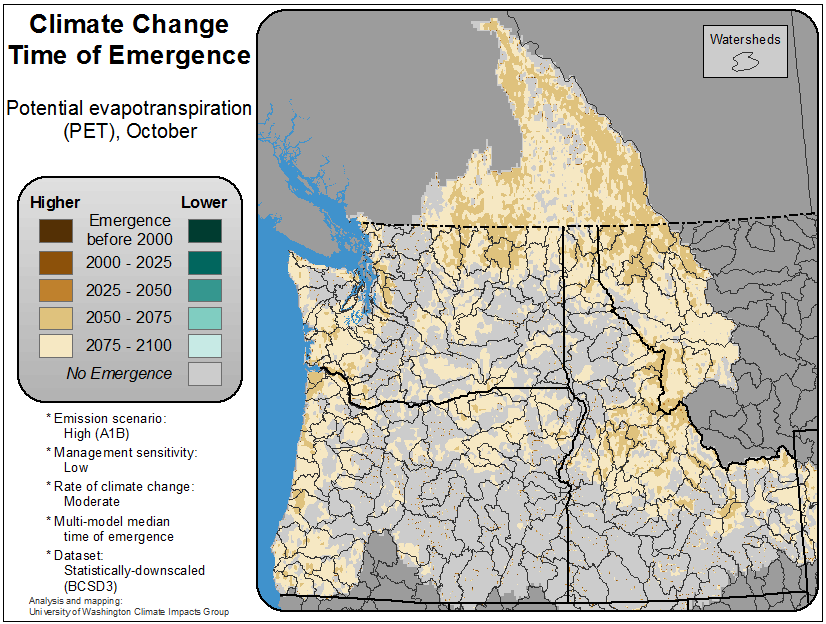 Climate Change
Time of Emergence
Potential evapotranspiration
(PET), October
Higher
Lower
Emergence
before 2000
2000 - 2025
2025 - 2050
2050 - 2075
2075 - 2100
No Emergence
* Emission scenario:
High (A1B)
* Management sensitivity:
Low
* Rate of climate change:
Moderate
* Multi-model median
time of emergence
* Dataset:
Statistically-downscaled
(BCSD3)
Analysis and mapping:
University of Washington Climate Impacts Group
Watersheds